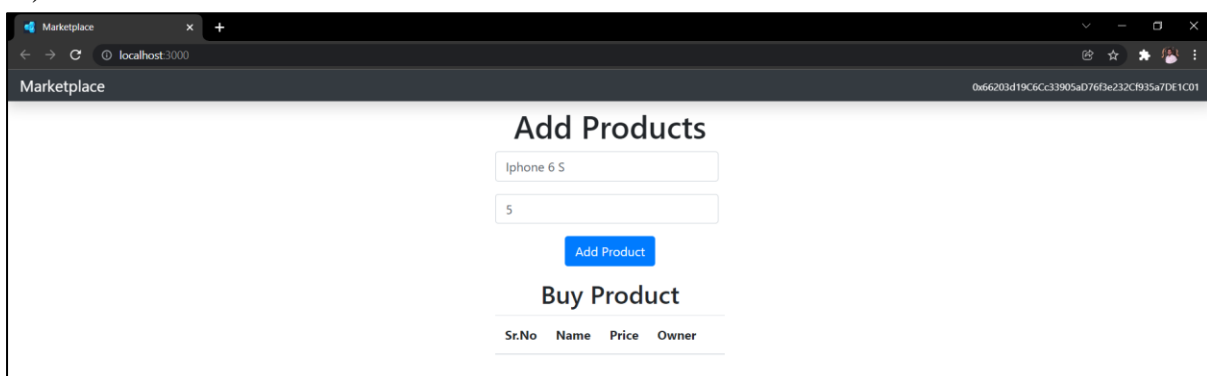 Marketplace
localhost:3000
Marketplace 0x66203d19C6Cc33905aD76f3e232Cf935a7DE1C01
Add Products
Iphone 6 S
5
Add Product
Buy Product
Sr.No Name Price Owner